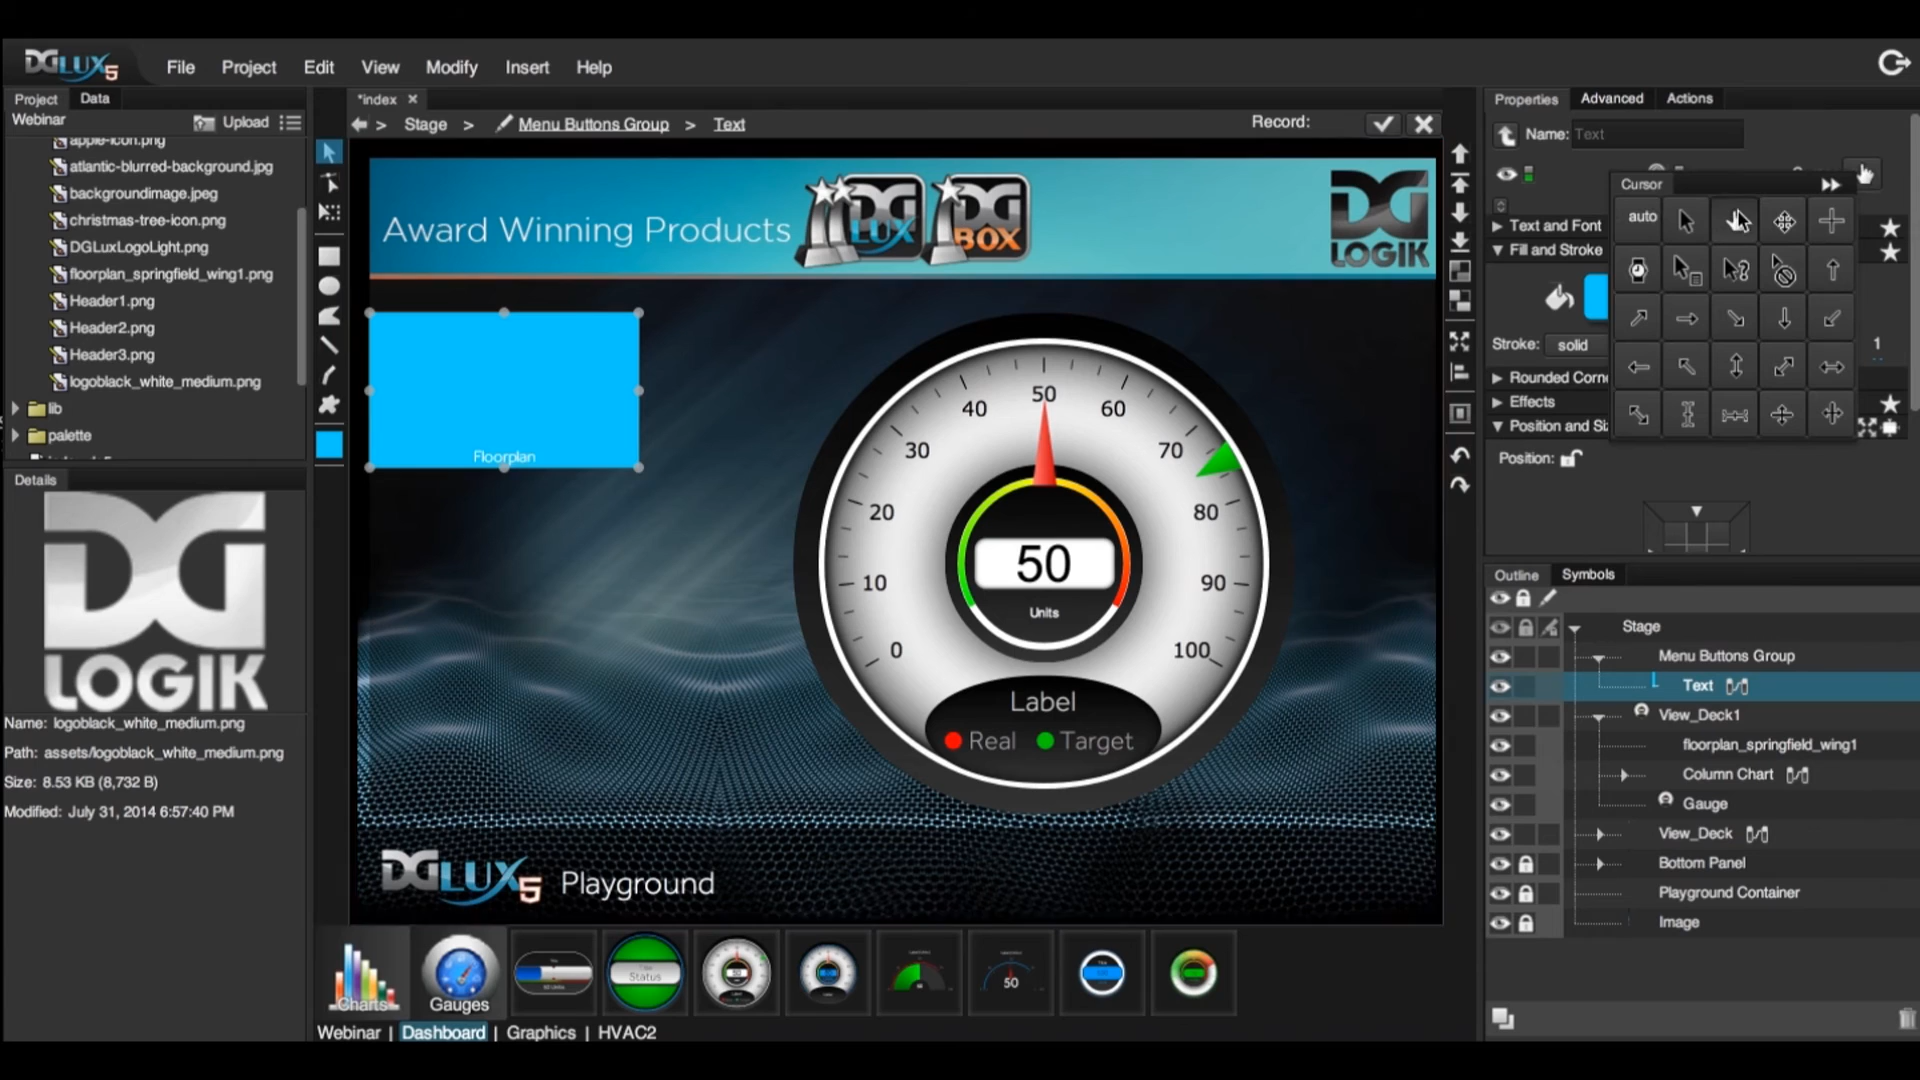 DGLUX5 File Project Edit View Modify Insert Help
Project Data
Webinar Upload
apple-icon.png
atlantic-blurred-background.jpg
backgroundimage.jpeg
christmas-tree-icon.png
DGLuxLogoLight.png
floorplan_springfield_wing1.png
Header1.png
Header2.png
Header3.png
logoblack_white_medium.png
lib
palette
Details
DG
LOGIK
Name: logoblack_white_medium.png
Path: assets/logoblack_white_medium.png
Size: 8.53 KB (8,732 B)
Modified: July 31, 2014 6:57:40 PM
*index
> Stage > Menu Buttons Group > Text
Record:
Award Winning Products
DG
LUX
DG
BOX
DG
LOGIK
Floorplan
0
10
20
30
40
50
60
70
80
90
100
50
Units
Label
Real Target
DGLUX5 Playground
Charts
Gauges
Status
50
Webinar | Dashboard | Graphics | HVAC2
Properties Advanced Actions
Name: Text
Cursor
auto
Text and Font
Fill and Stroke
Stroke: solid 1
Rounded Corn
Effects
Position and Siz
Position:
Outline Symbols
Stage
Menu Buttons Group
Text
View_Deck1
floorplan_springfield_wing1
Column Chart
Gauge
View_Deck
Bottom Panel
Playground Container
Image